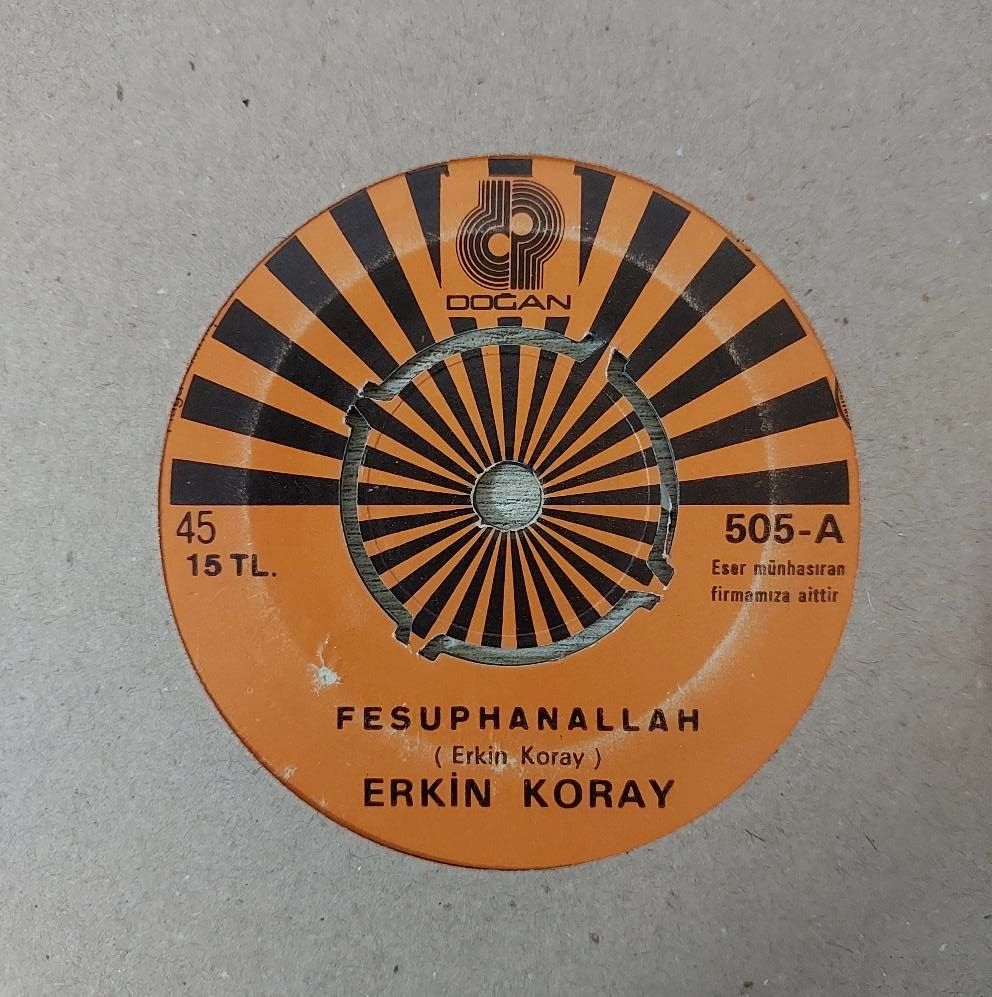 DOĞAN
45
15 TL.
505-A
Eser münhasıran
firmamıza aittir
FESUPHANALLAH
( Erkin Koray )
ERKİN KORAY